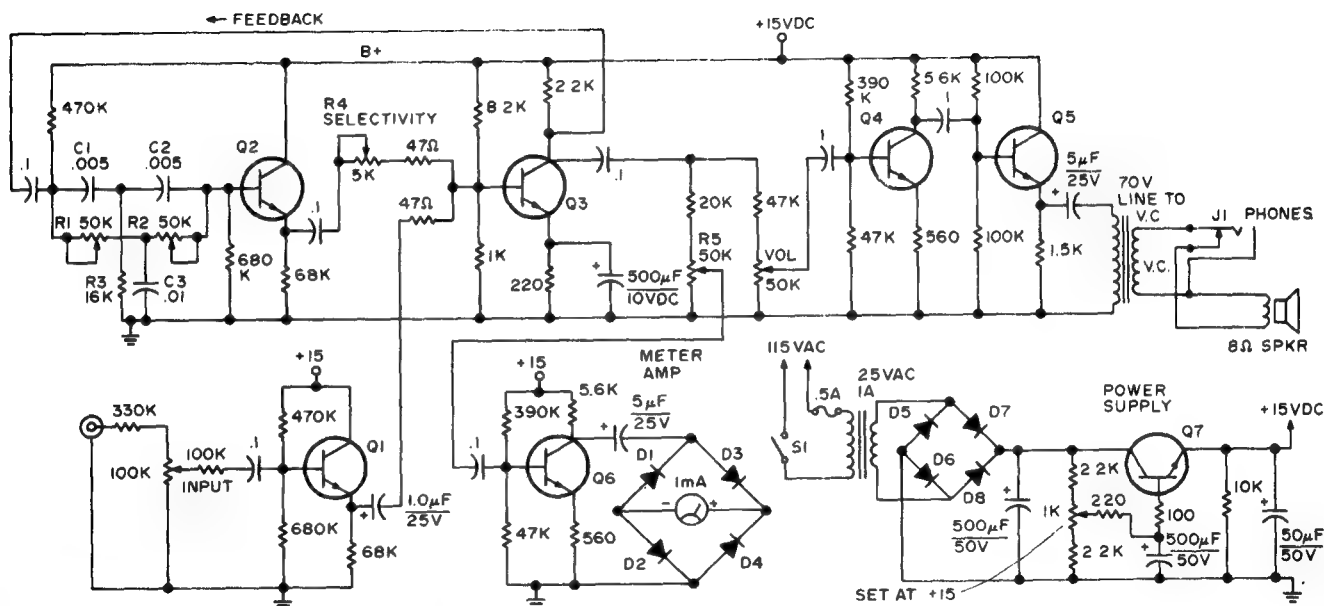 ← FEEDBACK
+15VDC
B+
470K
C1
.005
C2
.005
.1
R1 50K
R2 50K
R3
16K
C3
.01
Q2
680
K
68K
.1
R4
SELECTIVITY
5K
47Ω
47Ω
8.2K
1K
2.2K
Q3
220
+
500µF
10VDC
.1
20K
R5
50K
47K
VOL
50K
.1
390
K
47K
5.6K
Q4
560
.1
100K
100K
Q5
1.5K
5µF
25V
+
70V
LINE TO
V.C.
V.C.
J1
PHONES
8Ω SPKR
330K
100K
100K
INPUT
.1
+15
470K
680K
Q1
68K
+
1.0µF
25V
METER
AMP
.1
+15
390K
47K
5.6K
Q6
560
5µF
25V
+
D1
D3
1mA
- +
D2
D4
115VAC
S1
.5A
25VAC
1A
D5
D7
D6
D8
+
500µF
50V
2.2K
1K
2.2K
220
SET AT +15
POWER
SUPPLY
Q7
100
+
500µF
50V
10K
+15VDC
+
50µF
50V